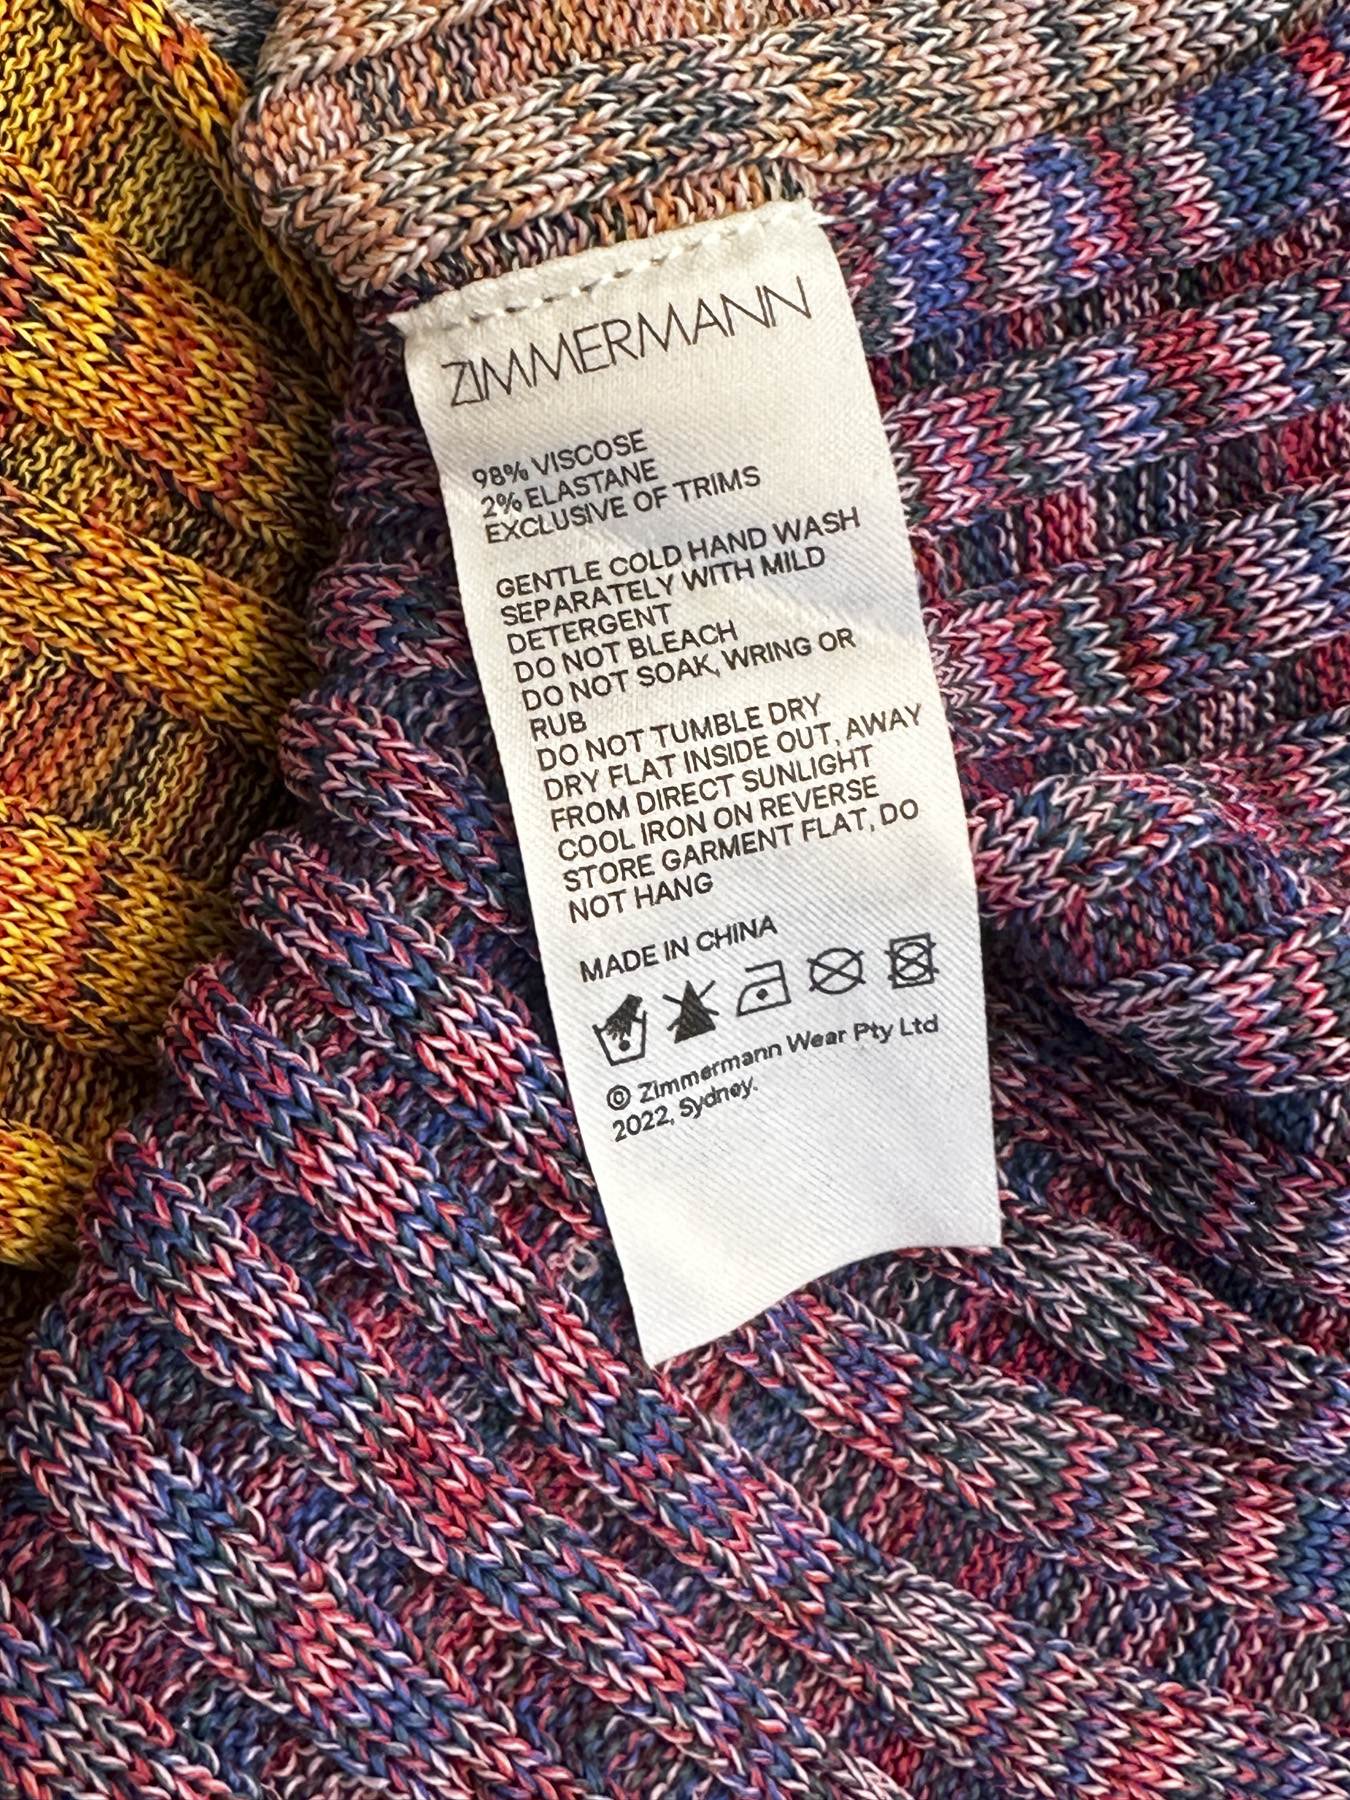 ZIMMERMANN
98% VISCOSE
2% ELASTANE
EXCLUSIVE OF TRIMS
GENTLE COLD HAND WASH
SEPARATELY WITH MILD
DETERGENT
DO NOT BLEACH
DO NOT SOAK, WRING OR
RUB
DO NOT TUMBLE DRY
DRY FLAT INSIDE OUT, AWAY
FROM DIRECT SUNLIGHT
COOL IRON ON REVERSE
STORE GARMENT FLAT, DO
NOT HANG
MADE IN CHINA
© Zimmermann Wear Pty Ltd
2022, Sydney.